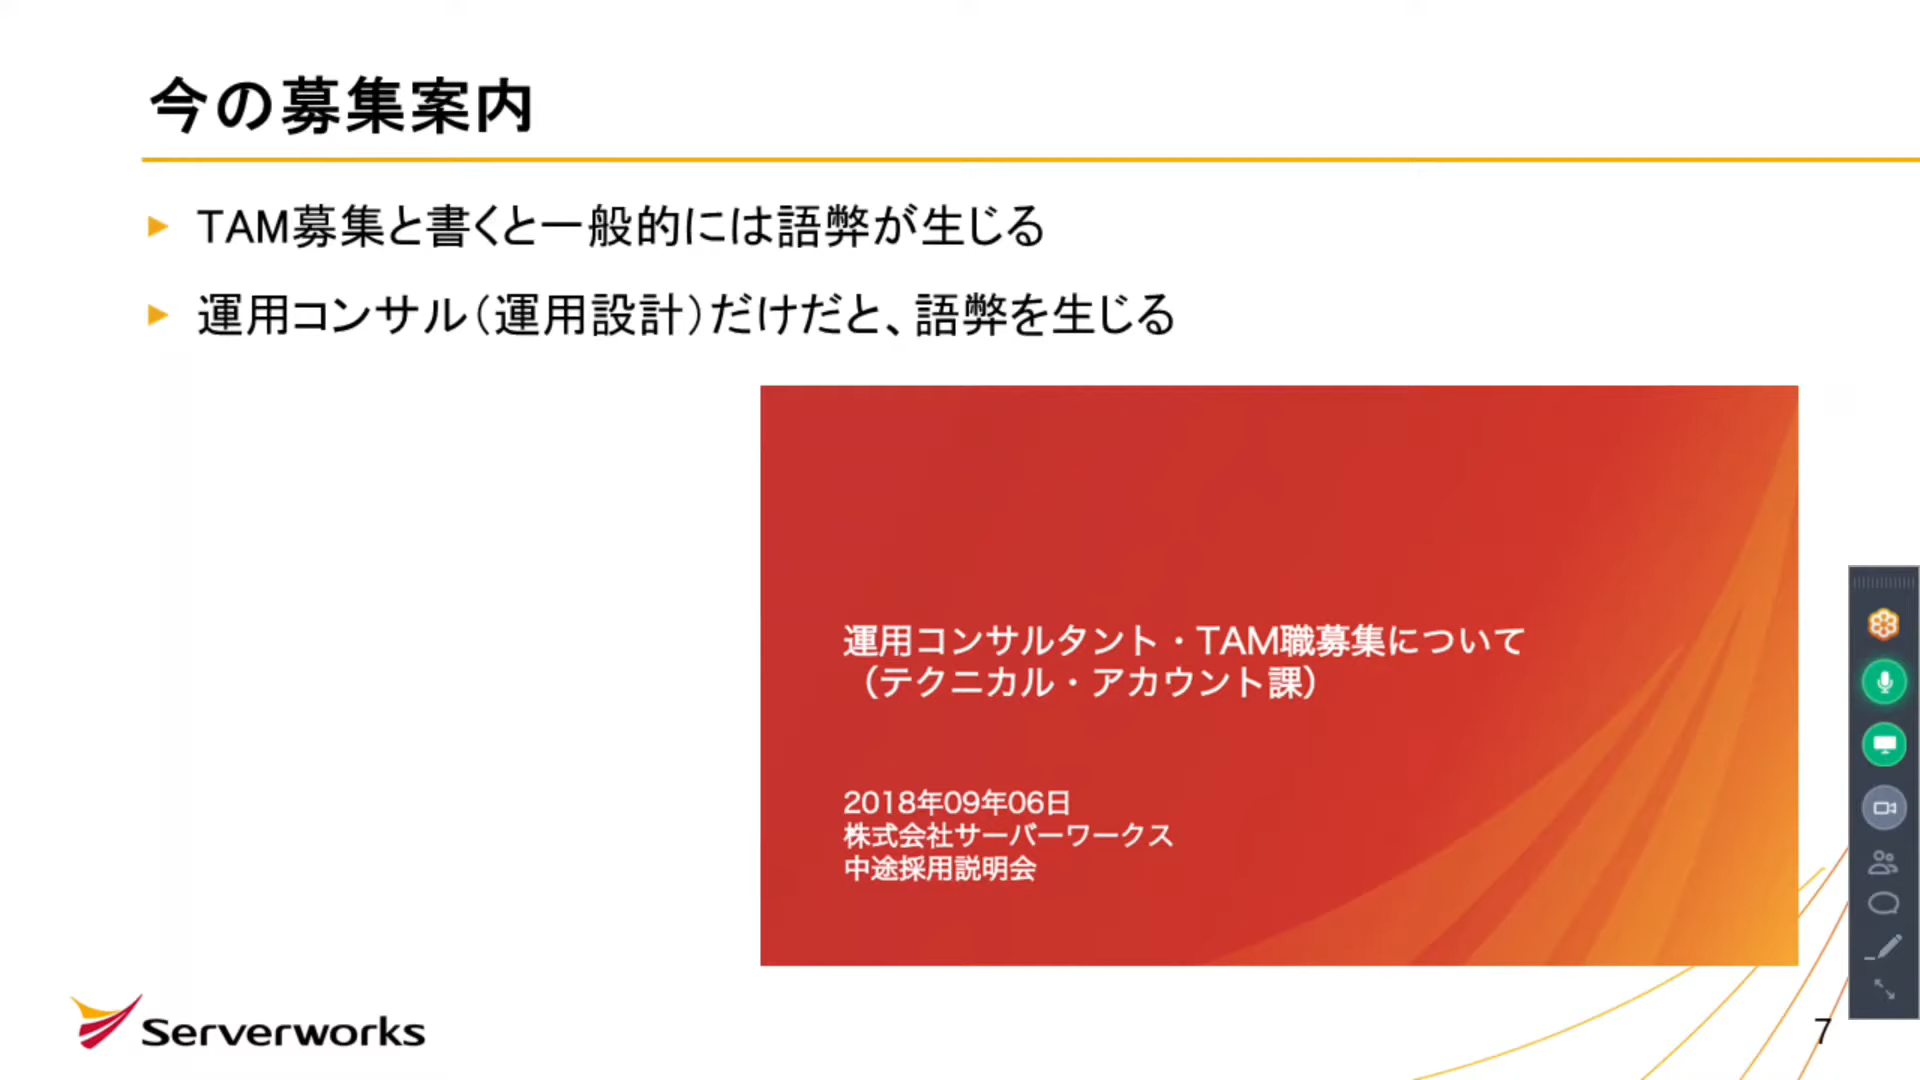 今の募集案内
TAM募集と書くと一般的には語弊が生じる
運用コンサル（運用設計）だけだと、語弊を生じる
運用コンサルタント・TAM職募集について
（テクニカル・アカウント課）
2018年09年06日
株式会社サーバーワークス
中途採用説明会
Serverworks
7